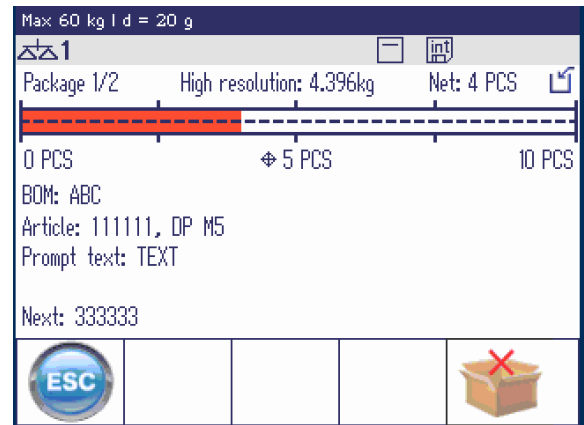 Max 60 kg | d = 20 g
1
int
Package 1/2 High resolution: 4.396kg Net: 4 PCS
0 PCS 5 PCS 10 PCS
BOM: ABC
Article: 111111, DP M5
Prompt text: TEXT
Next: 333333
ESC